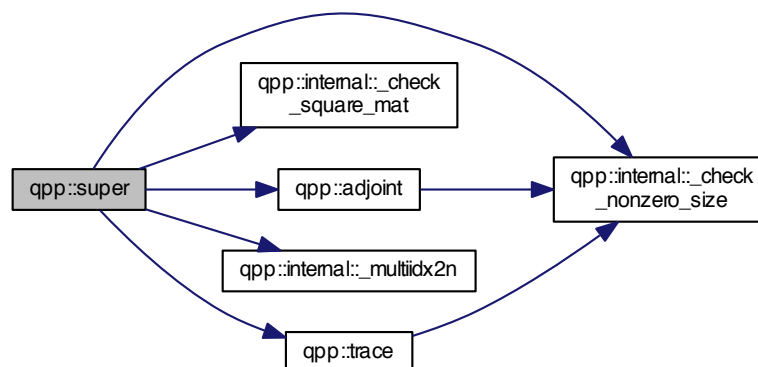 qpp::internal::_check
_square_mat
qpp::super
qpp::adjoint
qpp::internal::_check
_nonzero_size
qpp::internal::_multiidx2n
qpp::trace